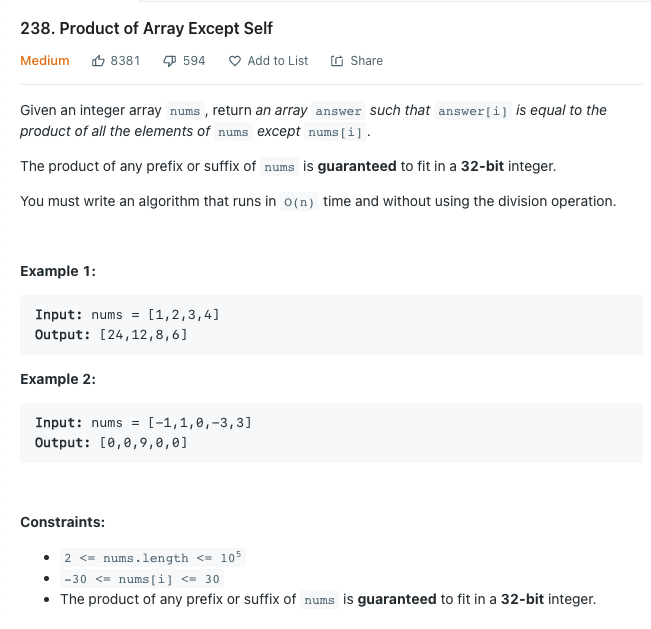 238. Product of Array Except Self
Medium 8381 594 Add to List Share
Given an integer array nums, return an array answer such that answer[i] is equal to the
product of all the elements of nums except nums[i].
The product of any prefix or suffix of nums is guaranteed to fit in a 32-bit integer.
You must write an algorithm that runs in O(n) time and without using the division operation.
Example 1:
Input: nums = [1,2,3,4]
Output: [24,12,8,6]
Example 2:
Input: nums = [-1,1,0,-3,3]
Output: [0,0,9,0,0]
Constraints:
• 2 <= nums.length <= 10⁵
• -30 <= nums[i] <= 30
• The product of any prefix or suffix of nums is guaranteed to fit in a 32-bit integer.